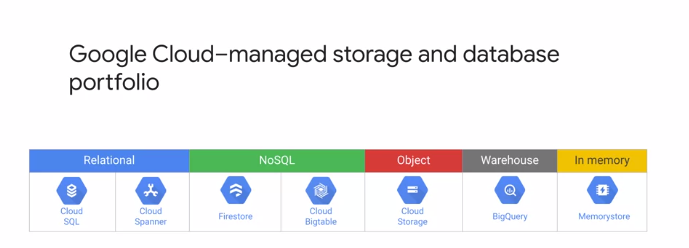 Google Cloud–managed storage and database
portfolio
Relational NoSQL Object Warehouse In memory
Cloud SQL Cloud Spanner Firestore Cloud Bigtable Cloud Storage BigQuery Memorystore